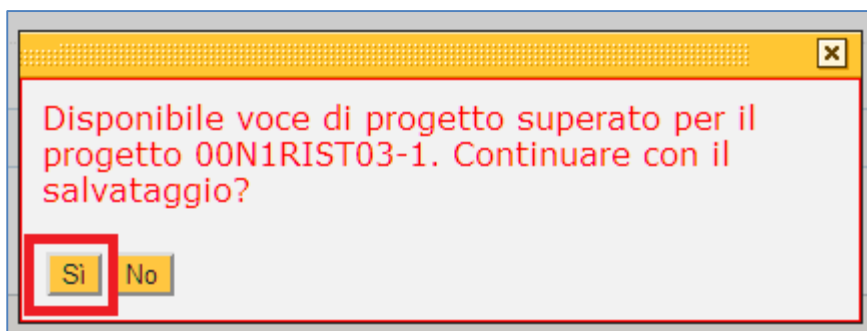 Disponibile voce di progetto superato per il
progetto 00N1RIST03-1. Continuare con il
salvataggio?
Sì No